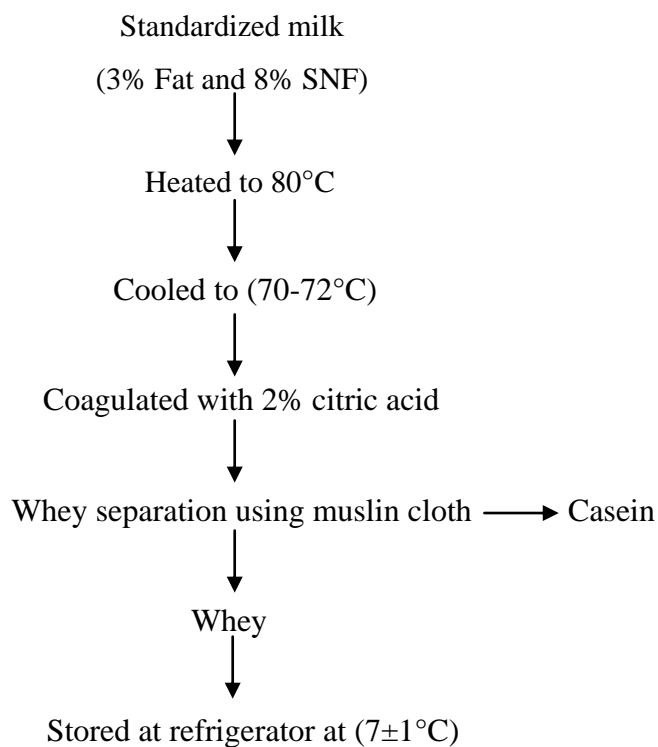 Standardized milk
(3% Fat and 8% SNF)
Heated to 80°C
Cooled to (70-72°C)
Coagulated with 2% citric acid
Whey separation using muslin cloth
Casein
Whey
Stored at refrigerator at (7±1°C)